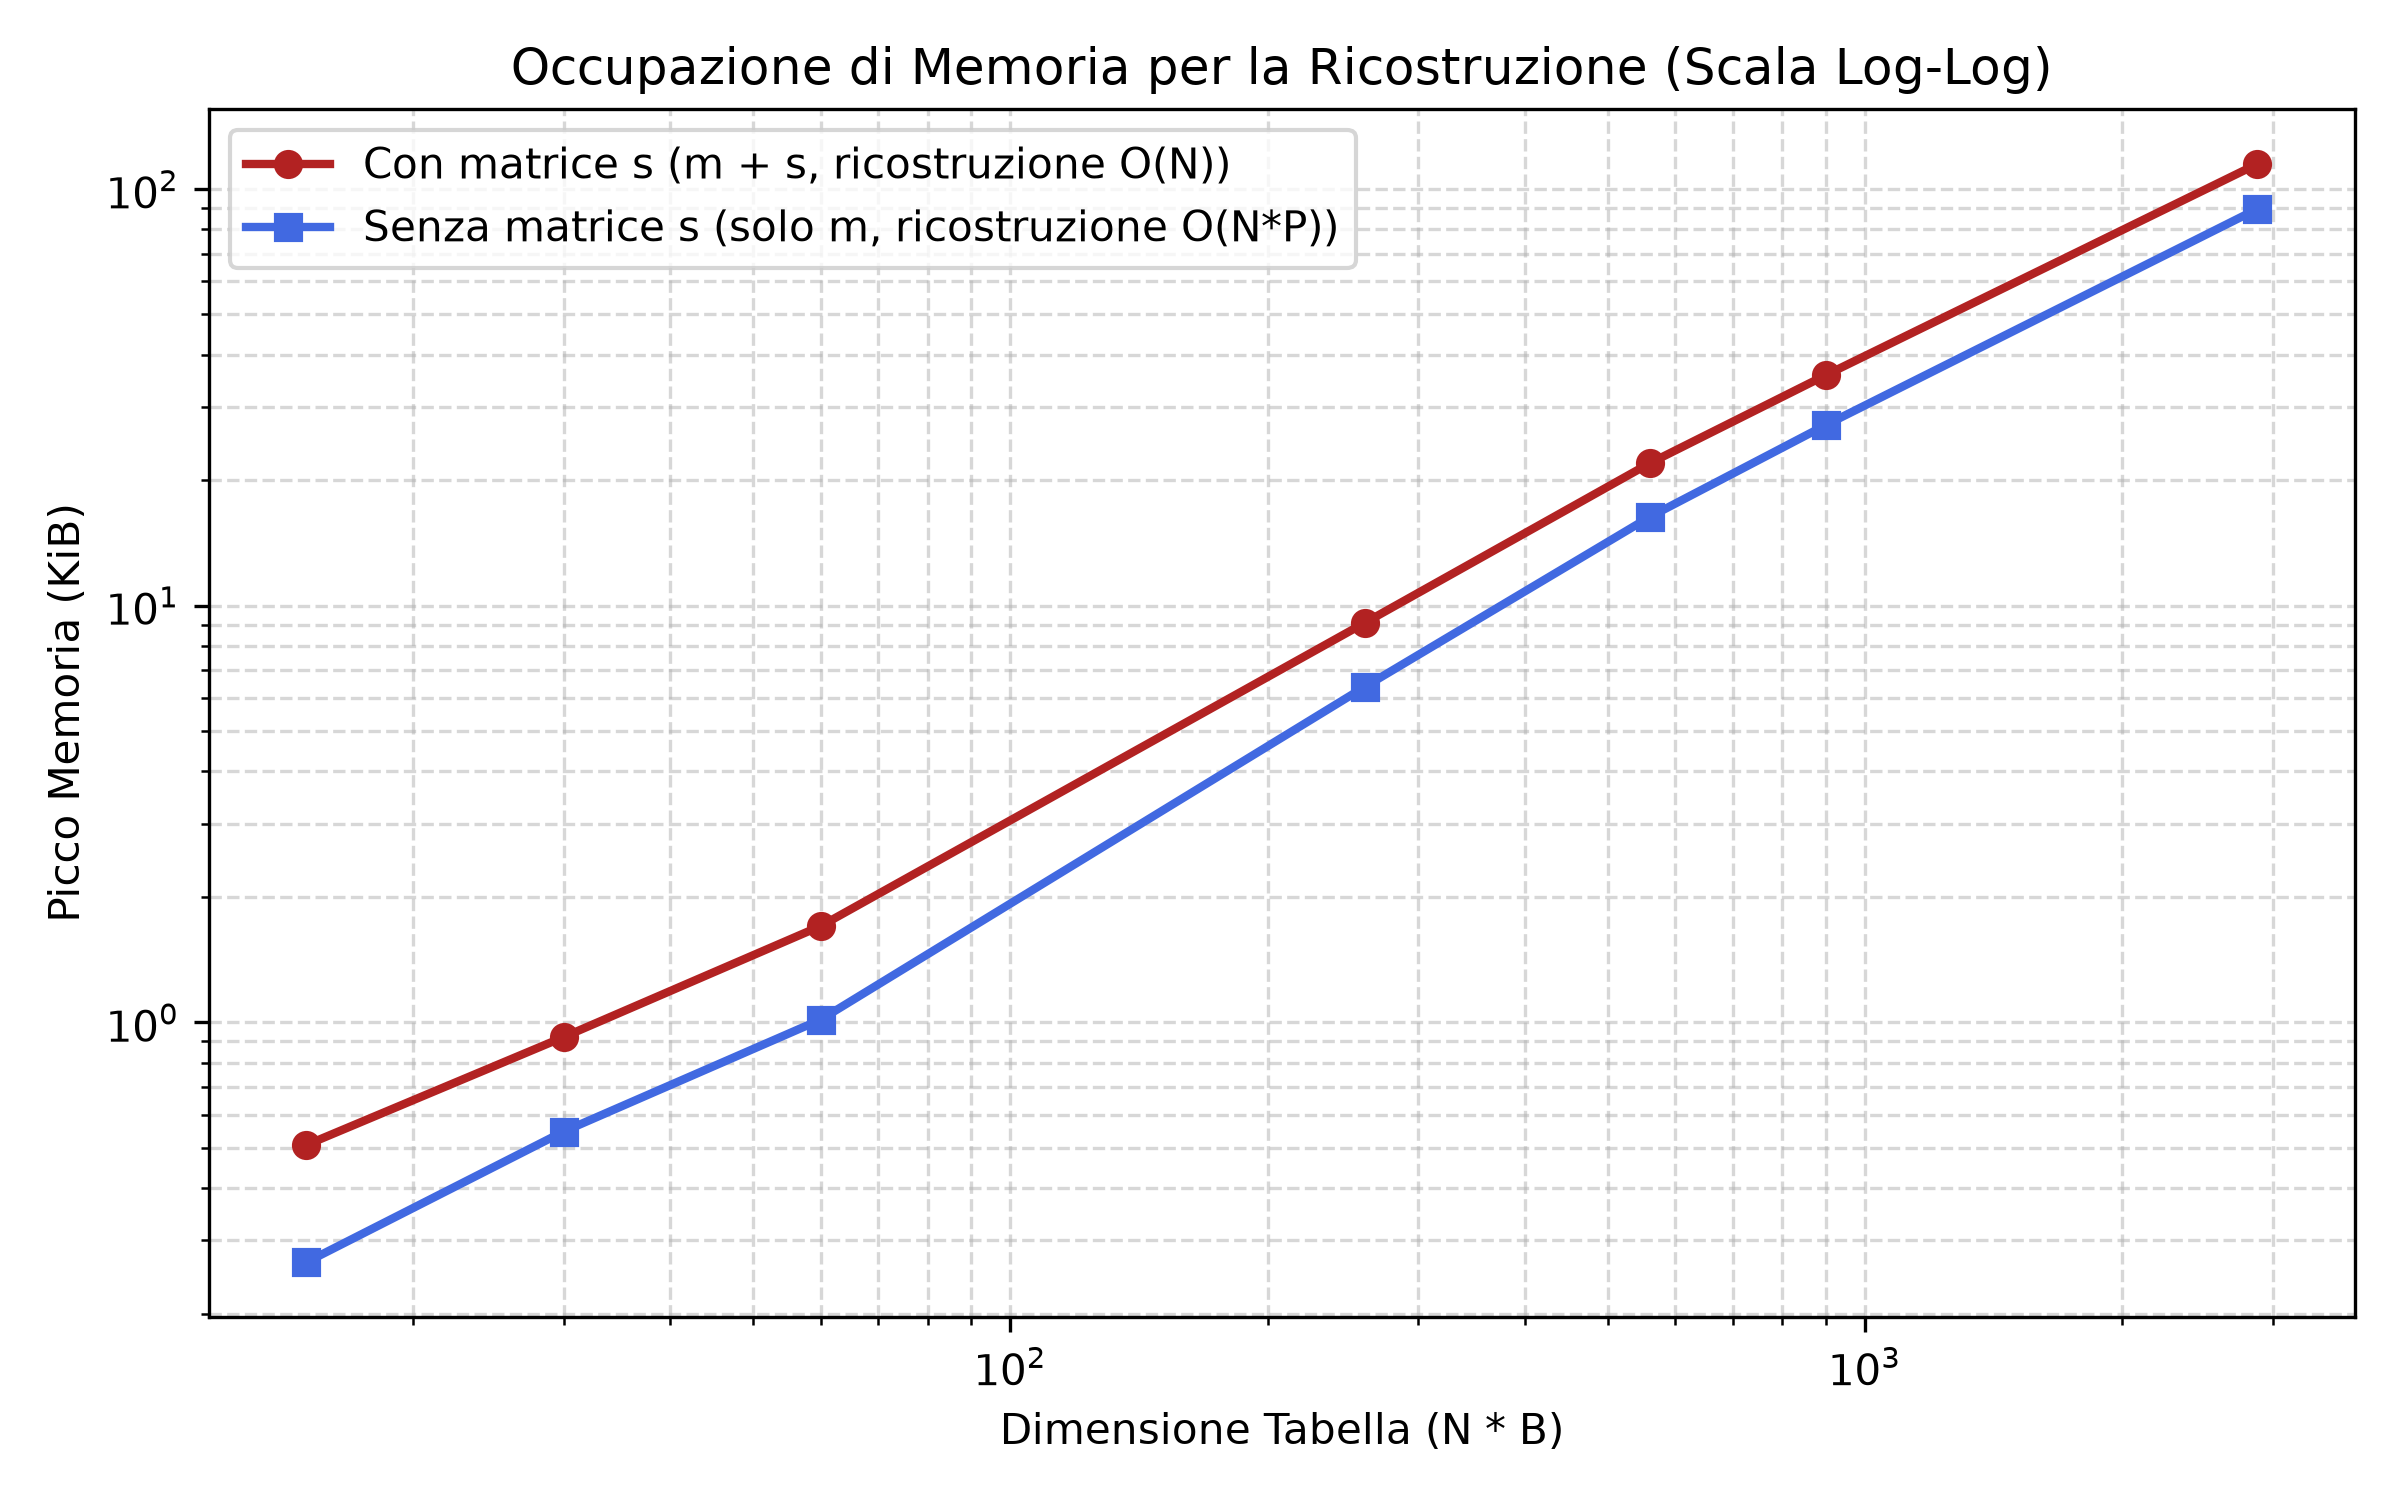 Occupazione di Memoria per la Ricostruzione (Scala Log-Log)
Con matrice s (m + s, ricostruzione O(N))
Senza matrice s (solo m, ricostruzione O(N*P))
Picco Memoria (KiB)
10²
10¹
10⁰
10² 10³
Dimensione Tabella (N * B)